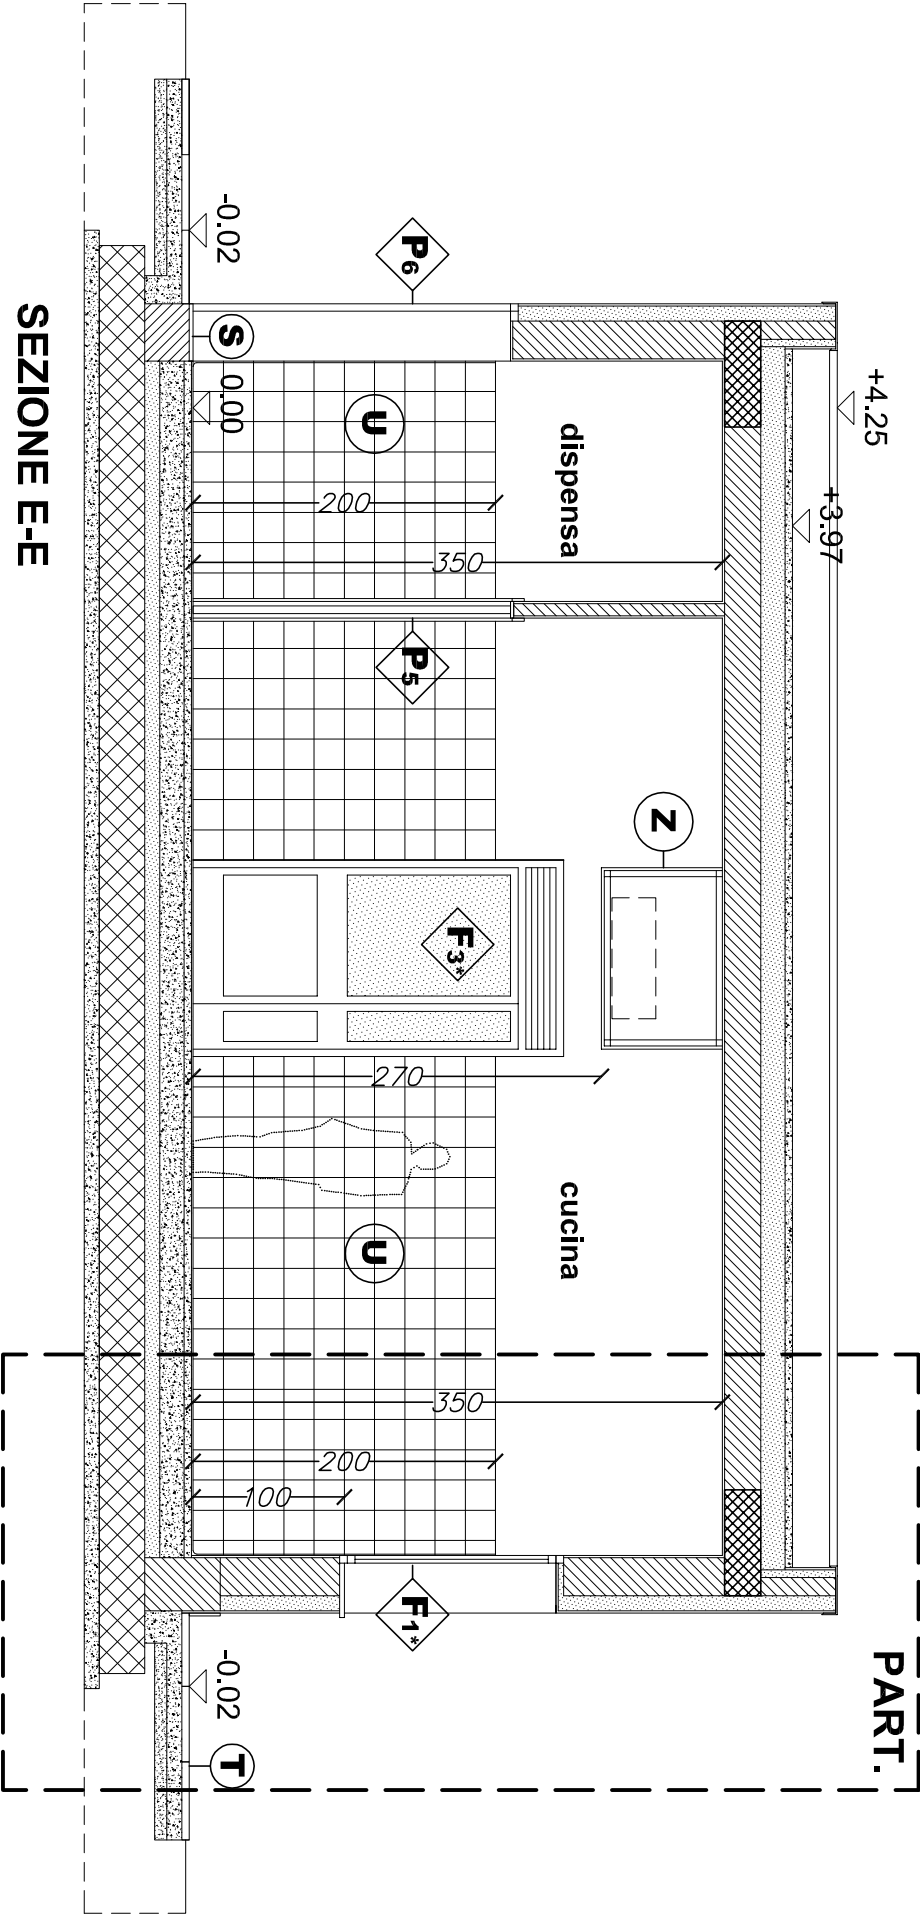 +4.25
+3.97
-0.02
P6
S
0.00
U
dispensa
200
350
P5
Z
F3*
270
cucina
U
350
200
100
F1*
-0.02
T
PART.
SEZIONE E-E